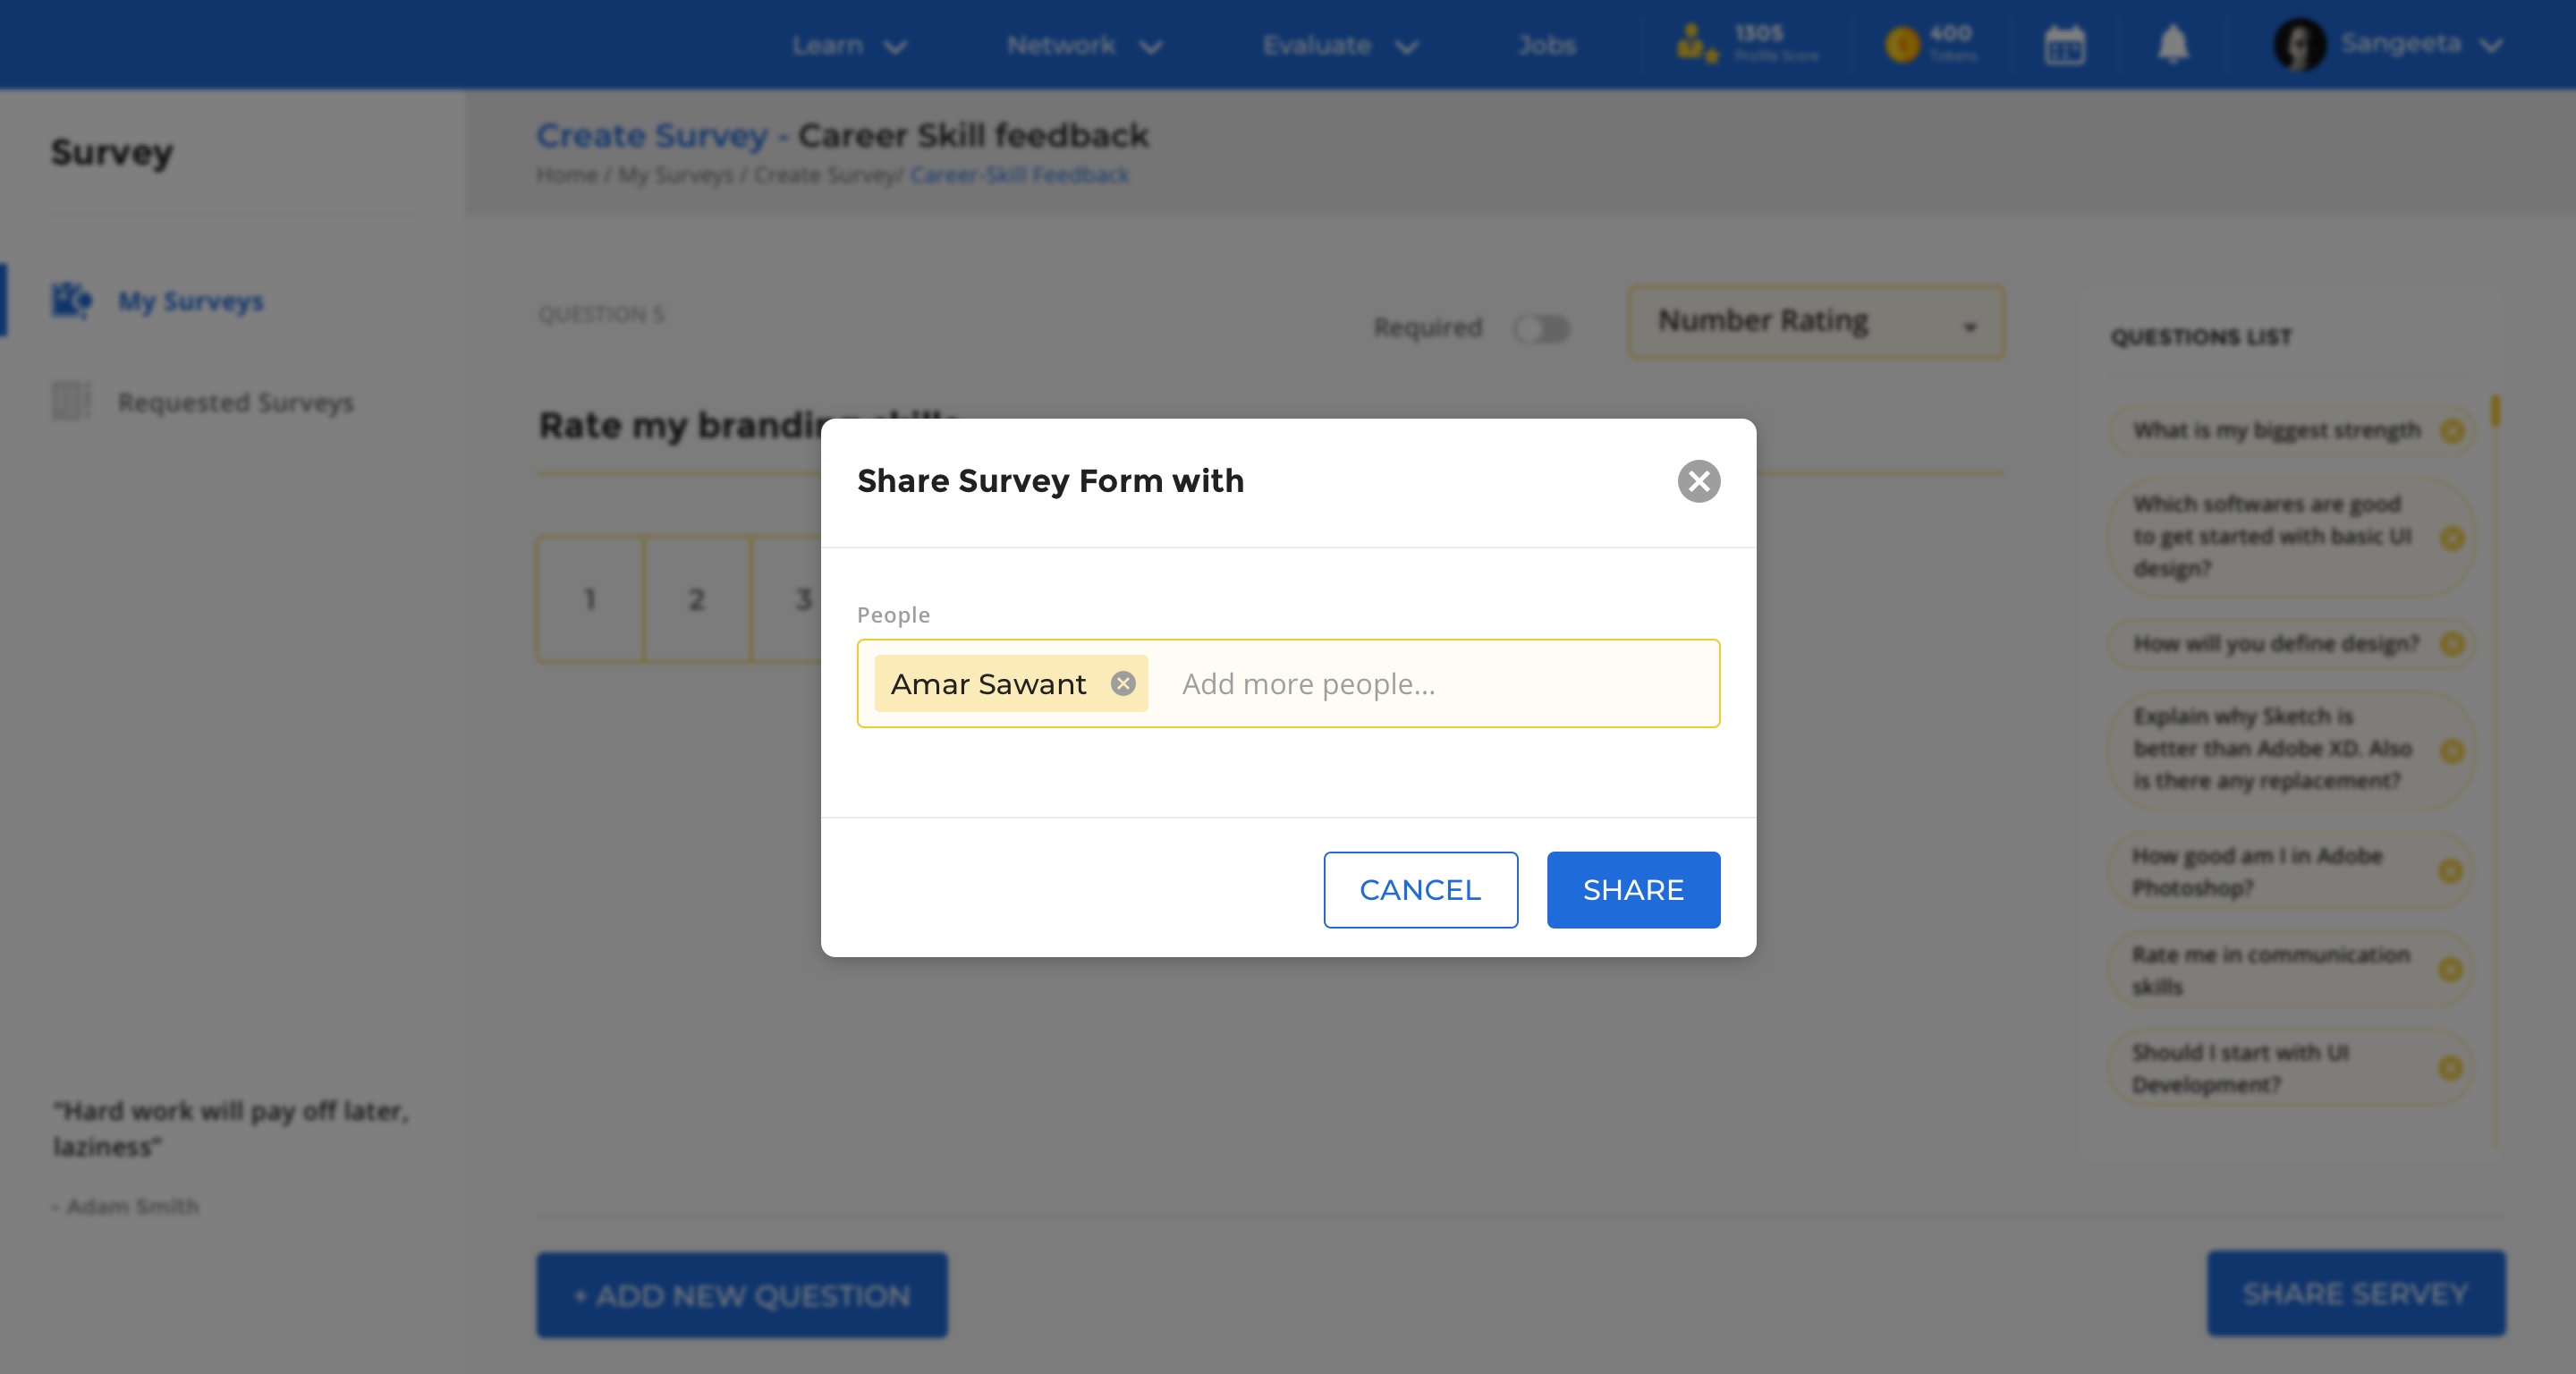 Learn
Network
Evaluate
Jobs
1305
Profile Score
400
Tokens
Sangeeta
Survey
My Surveys
Requested Surveys
"Hard work will pay off later,
laziness"
- Adam Smith
Create Survey - Career Skill feedback
Home / My Surveys / Create Survey/ Career-Skill Feedback
QUESTION 5
Required
Number Rating
Rate my branding skills
1
2
3
Share Survey Form with
People
Amar Sawant
Add more people...
CANCEL
SHARE
QUESTIONS LIST
What is my biggest strength
Which softwares are good
to get started with basic UI
design?
How will you define design?
Explain why Sketch is
better than Adobe XD. Also
is there any replacement?
How good am I in Adobe
Photoshop?
Rate me in communication
skills
Should I start with UI
Development?
+ ADD NEW QUESTION
SHARE SERVEY